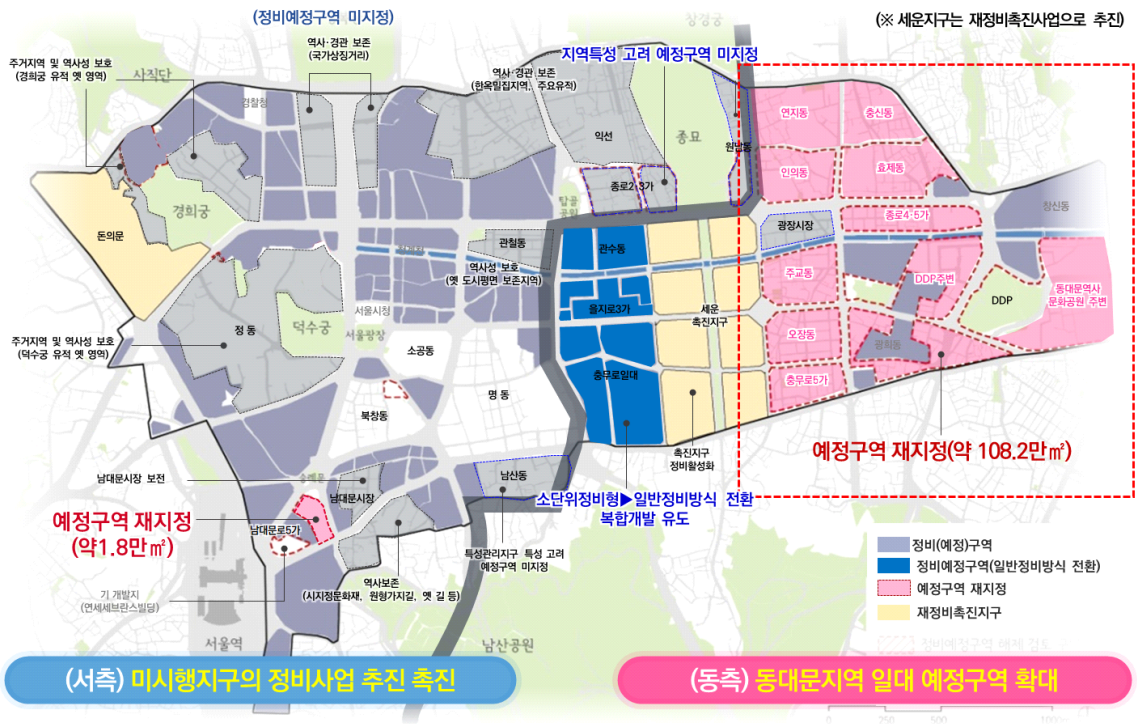 (정비예정구역 미지정)
창경궁
(※ 세운지구는 재정비촉진사업으로 추진)
주거지역 및 역사성 보호
(경희궁 유적 옛 영역)
사직단
역사·경관 보존
(국가상징거리)
역사·경관 보존
(한옥밀집지역, 주요유적)
지역특성 고려 예정구역 미지정
경찰청
연지동
충신동
익선
종묘
원남동
인의동
효제동
종로2·3가
경희궁
탑골
공원
종로4·5가
창신동
돈의문
관철동
관수동
광장시장
역사성 보호
(옛 도시평면 보존지역)
주교동
DDP주변
동대문역사
문화공원 주변
DDP
을지로3가
세운
촉진지구
서울시청
서울광장
정 동
덕수궁
오장동
광희동
주거지역 및 역사성 보호
(덕수궁 유적 옛 영역)
소공동
충무로일대
충무로5가
명 동
북창동
예정구역 재지정(약 108.2만㎡)
촉진지구
정비활성화
남대문시장 보전
숭례문
남대문시장
남산동
소단위정비형▶일반정비방식 전환
복합개발 유도
예정구역 재지정
(약1.8만㎡)
남대문로5가
특성관리지구 특성 고려
예정구역 미지정
역사보존
(시지정문화재, 원형가지길, 옛 길 등)
기 개발지
(연세세브란스빌딩)
정비(예정)구역
정비예정구역(일반정비방식 전환)
예정구역 재지정
재정비촉진지구
정비예정구역 해제 검토
서울역
남산공원
(서측) 미시행지구의 정비사업 추진 촉진
(동측) 동대문지역 일대 예정구역 확대
0 250 500